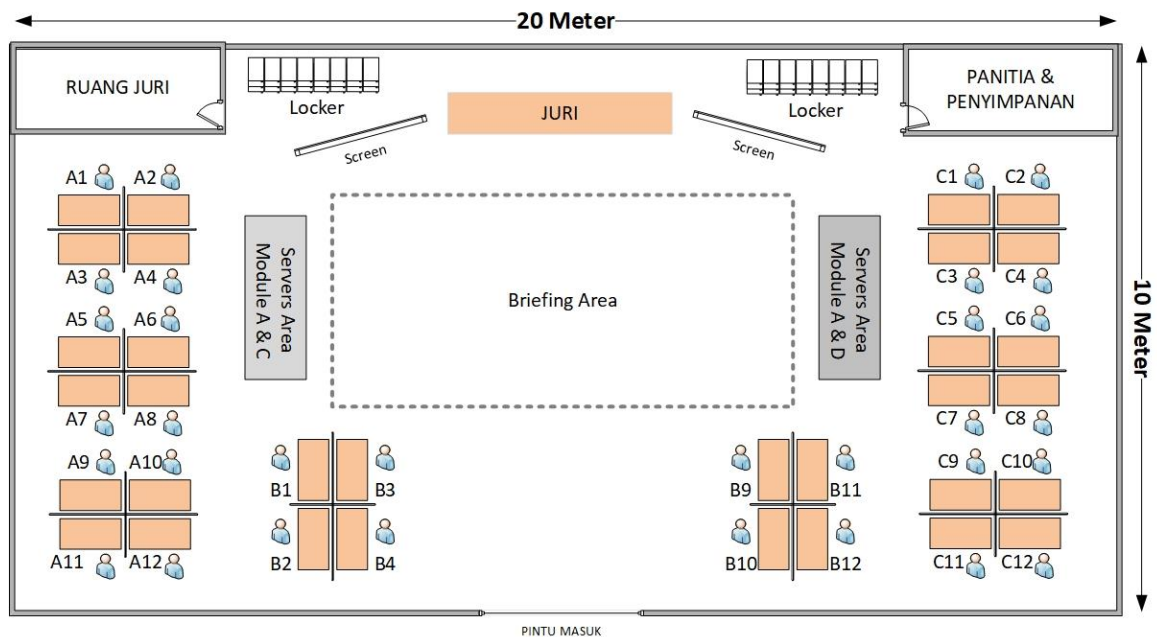 20 Meter
RUANG JURI
Locker
JURI
Locker
PANITIA &
PENYIMPANAN
Screen
Screen
A1 A2
A3 A4
A5 A6
A7 A8
A9 A10
A11 A12
Servers Area
Module A & C
Briefing Area
Servers Area
Module A & D
C1 C2
C3 C4
C5 C6
C7 C8
C9 C10
C11 C12
10 Meter
B1 B3
B2 B4
B9 B11
B10 B12
PINTU MASUK